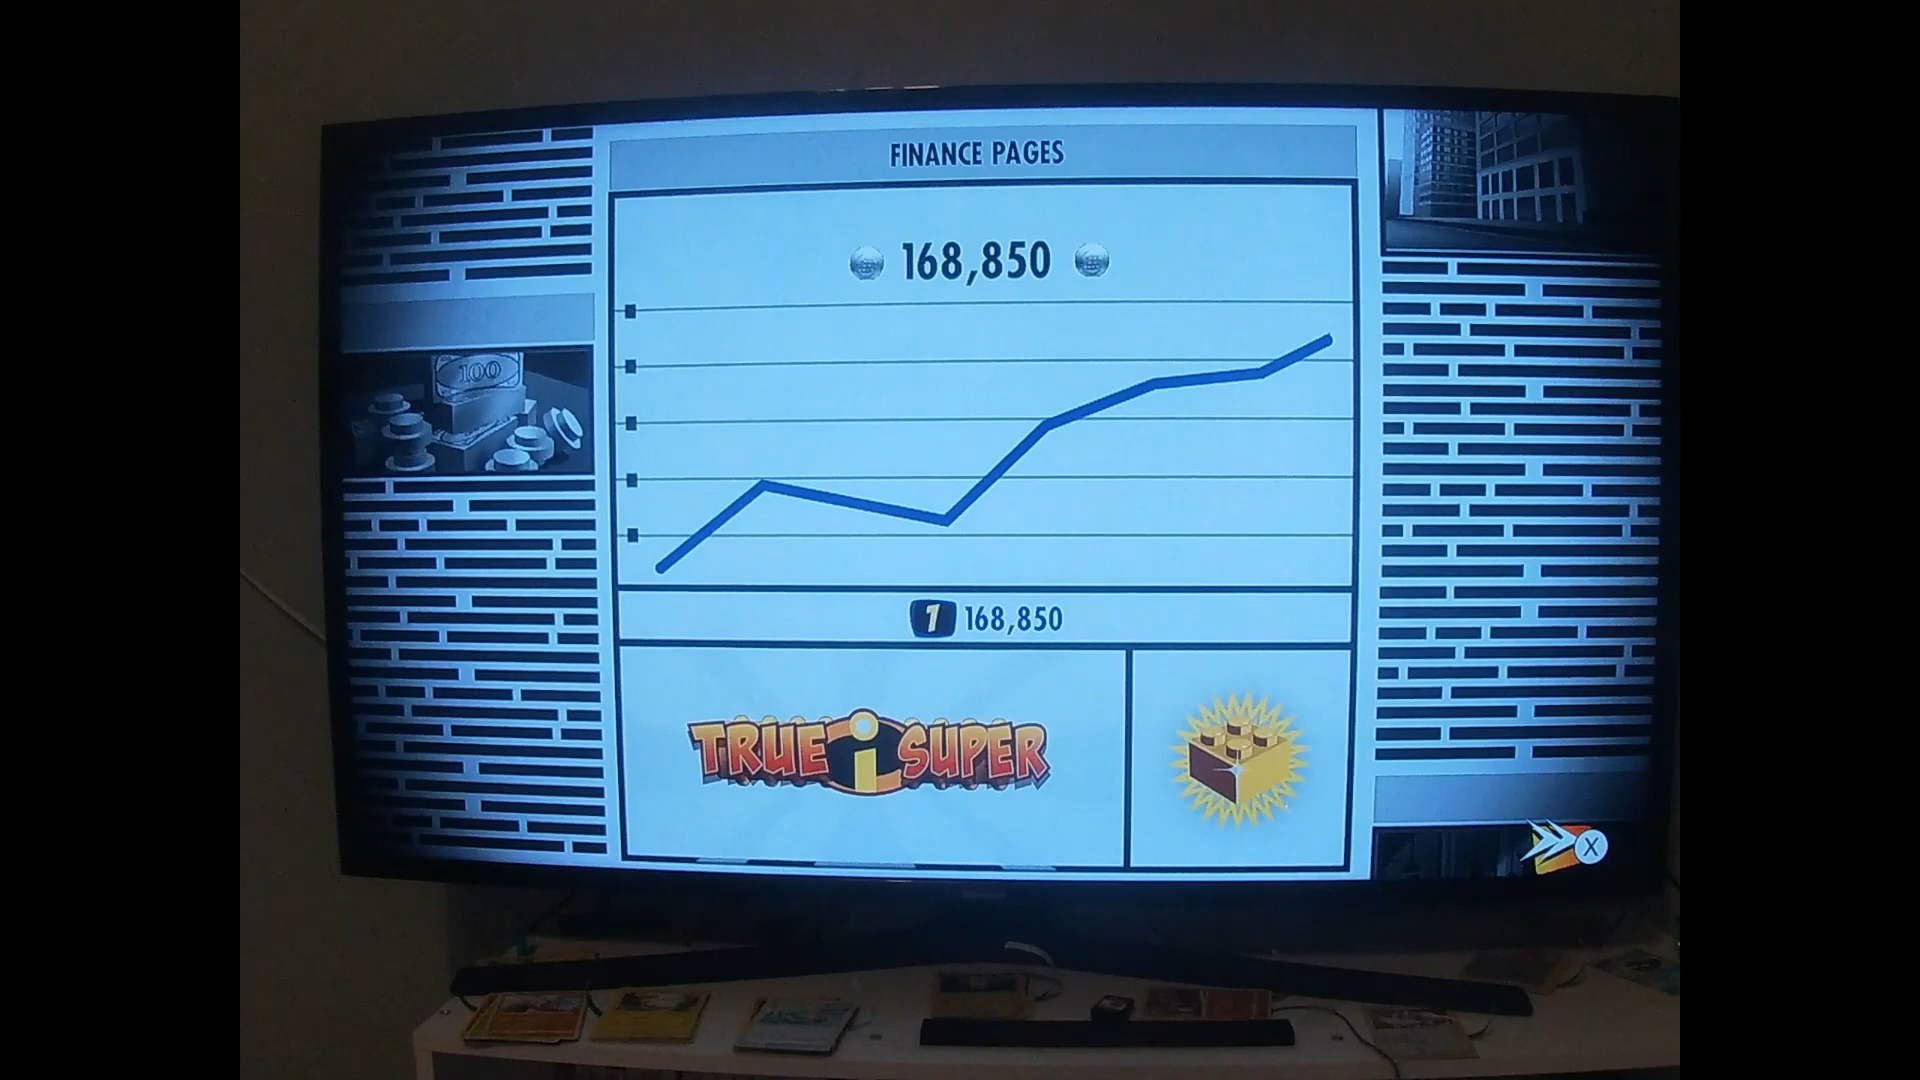 FINANCE PAGES
168,850
100
1 168,850
TRUE i SUPER
X